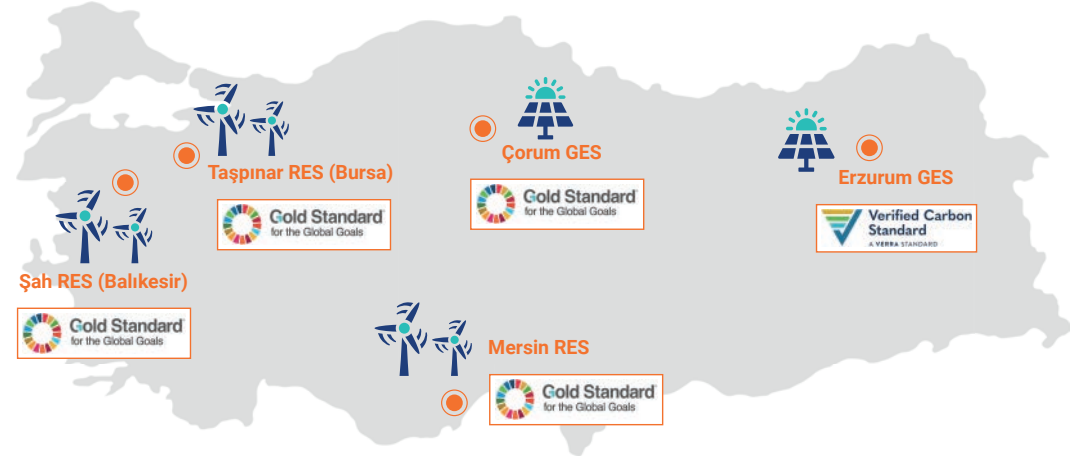 Taşpınar RES (Bursa)
Gold Standard
for the Global Goals
Çorum GES
Gold Standard
for the Global Goals
Erzurum GES
Verified Carbon
Standard
A VERRA STANDARD
Şah RES (Balıkesir)
Gold Standard
for the Global Goals
Mersin RES
Gold Standard
for the Global Goals